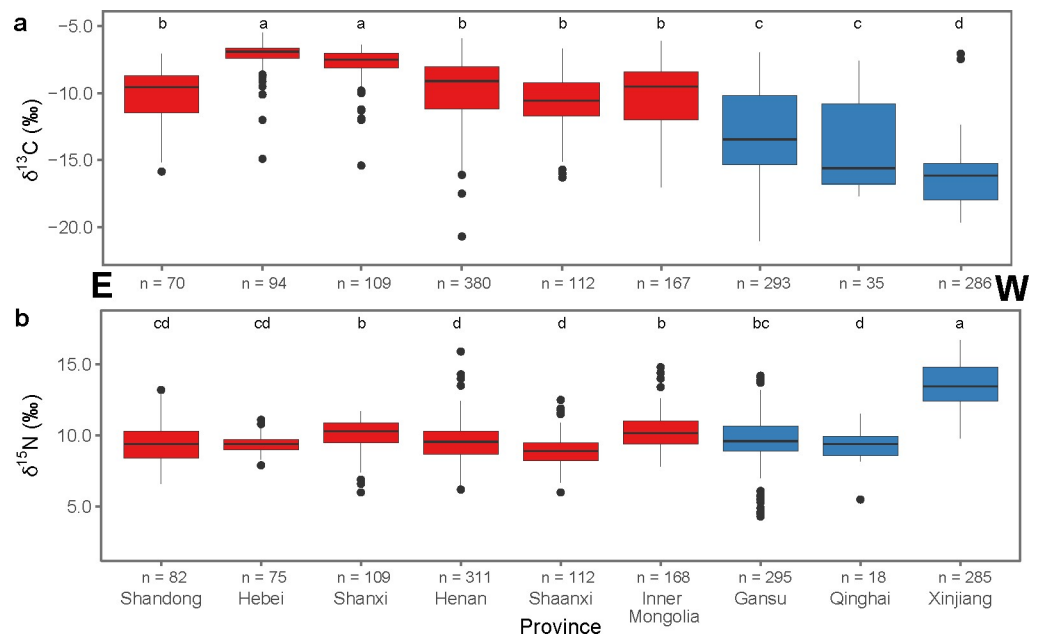 a
b a a b b b c c d
−5.0
−10.0
−15.0
−20.0
δ¹³C (‰)
n = 70 n = 94 n = 109 n = 380 n = 112 n = 167 n = 293 n = 35 n = 286
E W
b
cd cd b d d b bc d a
15.0
10.0
5.0
δ¹⁵N (‰)
n = 82 n = 75 n = 109 n = 311 n = 112 n = 168 n = 295 n = 18 n = 285
Shandong Hebei Shanxi Henan Shaanxi Inner Gansu Qinghai Xinjiang
Mongolia
Province